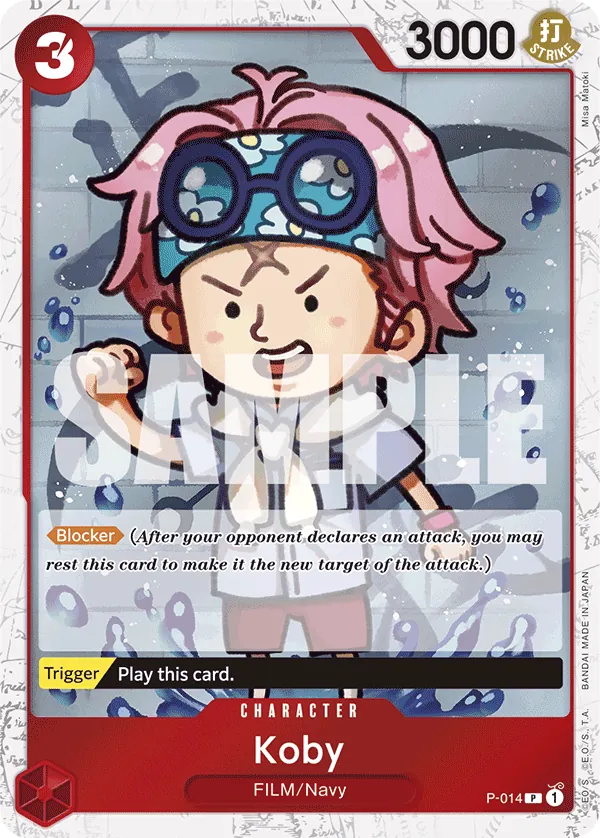 3
3000
打
STRIKE
Misa Matoki
SAMPLE
Blocker (After your opponent declares an attack, you may
rest this card to make it the new target of the attack.)
Trigger Play this card.
CHARACTER
Koby
FILM/Navy
P-014 P 1
©E.O./S. ©E.O./S., T.A. BANDAI MADE IN JAPAN